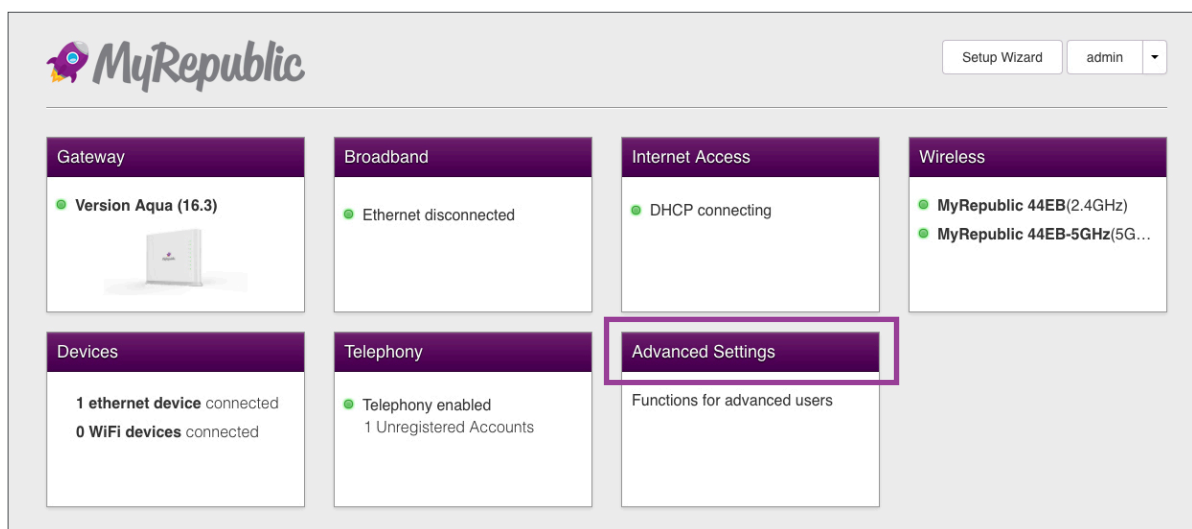 MyRepublic
Setup Wizard
admin
Gateway
Version Aqua (16.3)
Broadband
Ethernet disconnected
Internet Access
DHCP connecting
Wireless
MyRepublic 44EB(2.4GHz)
MyRepublic 44EB-5GHz(5G...
Devices
1 ethernet device connected
0 WiFi devices connected
Telephony
Telephony enabled
1 Unregistered Accounts
Advanced Settings
Functions for advanced users